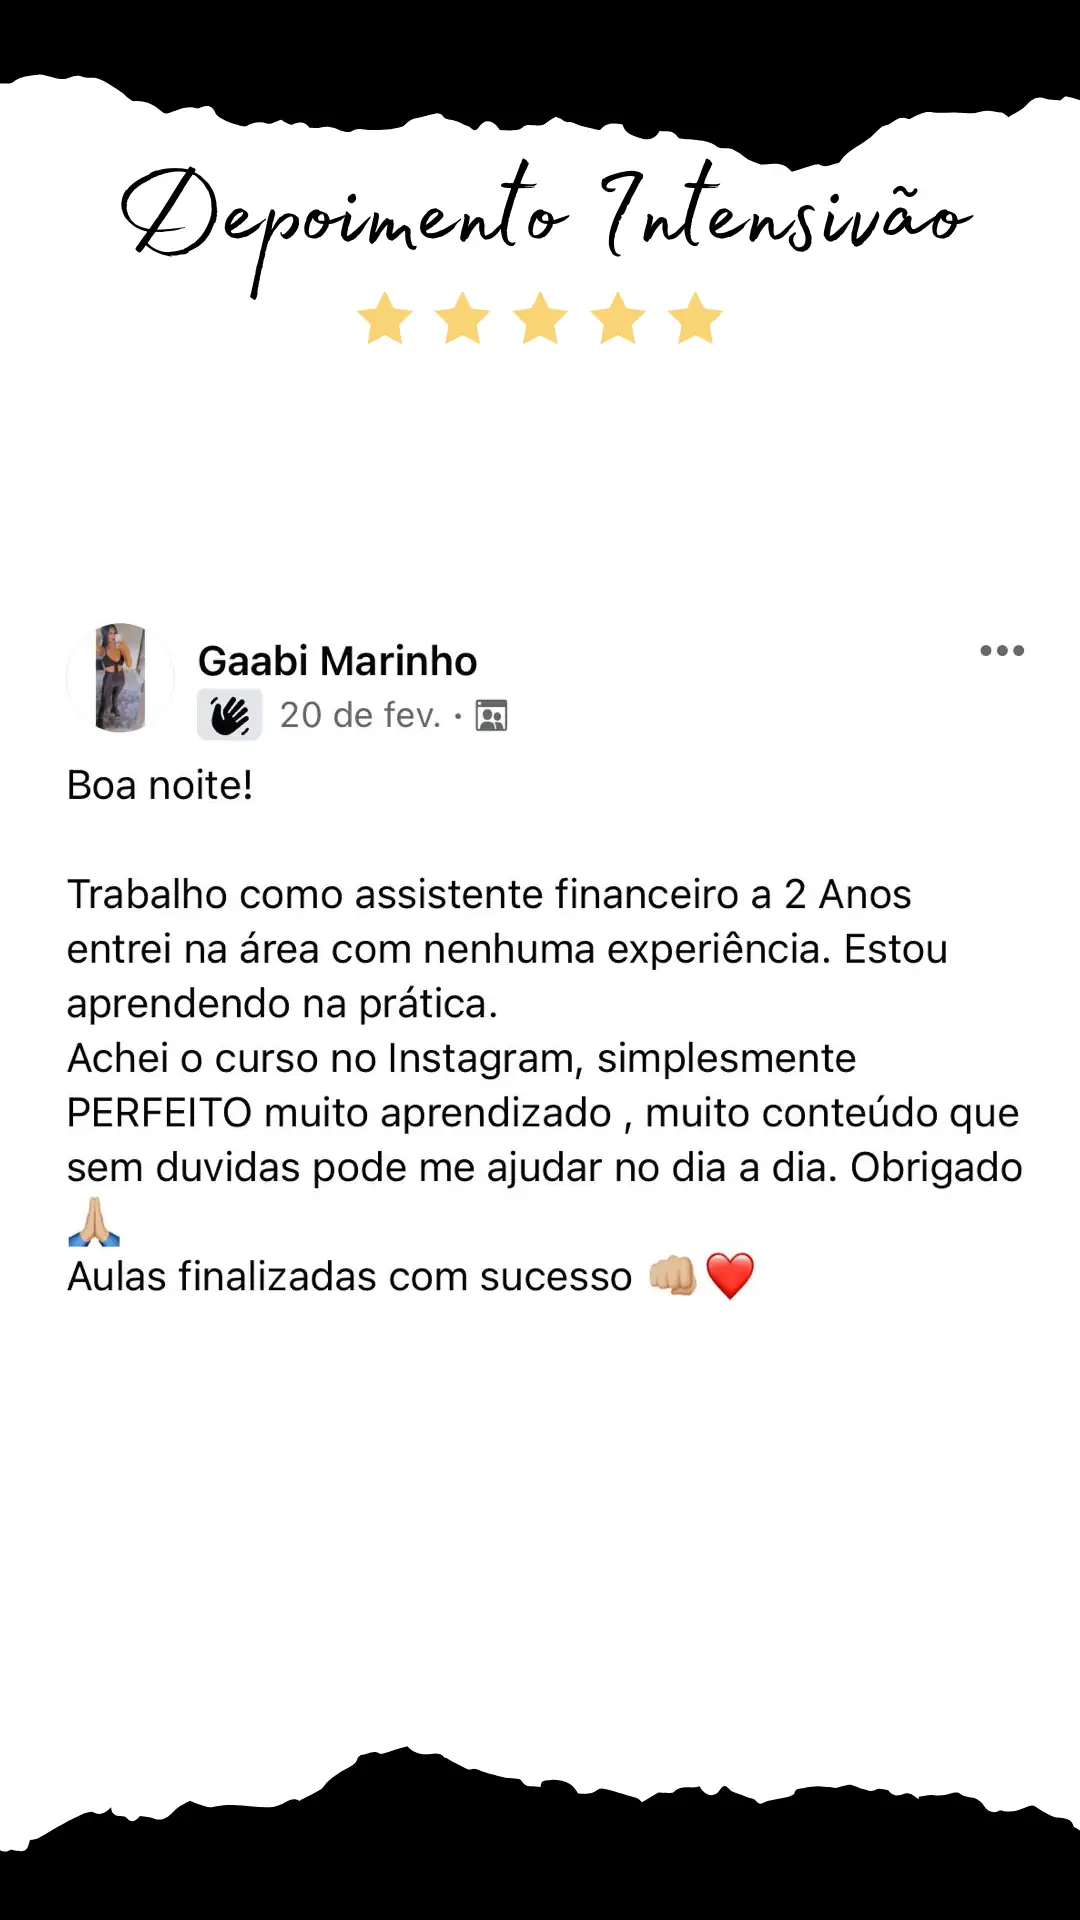 Depoimento Intensivão
Gaabi Marinho
20 de fev. ·
Boa noite!
Trabalho como assistente financeiro a 2 Anos
entrei na área com nenhuma experiência. Estou
aprendendo na prática.
Achei o curso no Instagram, simplesmente
PERFEITO muito aprendizado , muito conteúdo que
sem duvidas pode me ajudar no dia a dia. Obrigado
🙏🏼
Aulas finalizadas com sucesso 👊🏼❤️